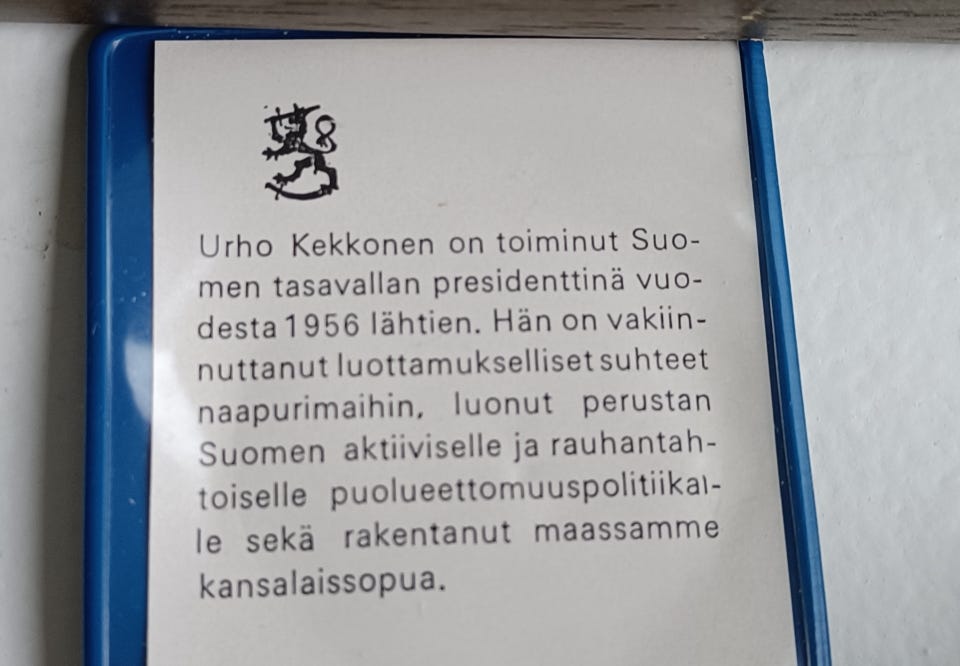 Urho Kekkonen on toiminut Suo-
men tasavallan presidenttinä vuo-
desta 1956 lähtien. Hän on vakiin-
nuttanut luottamukselliset suhteet
naapurimaihin, luonut perustan
Suomen aktiiviselle ja rauhantah-
toiselle puolueettomuuspolitiikal-
le sekä rakentanut maassamme
kansalaissopua.